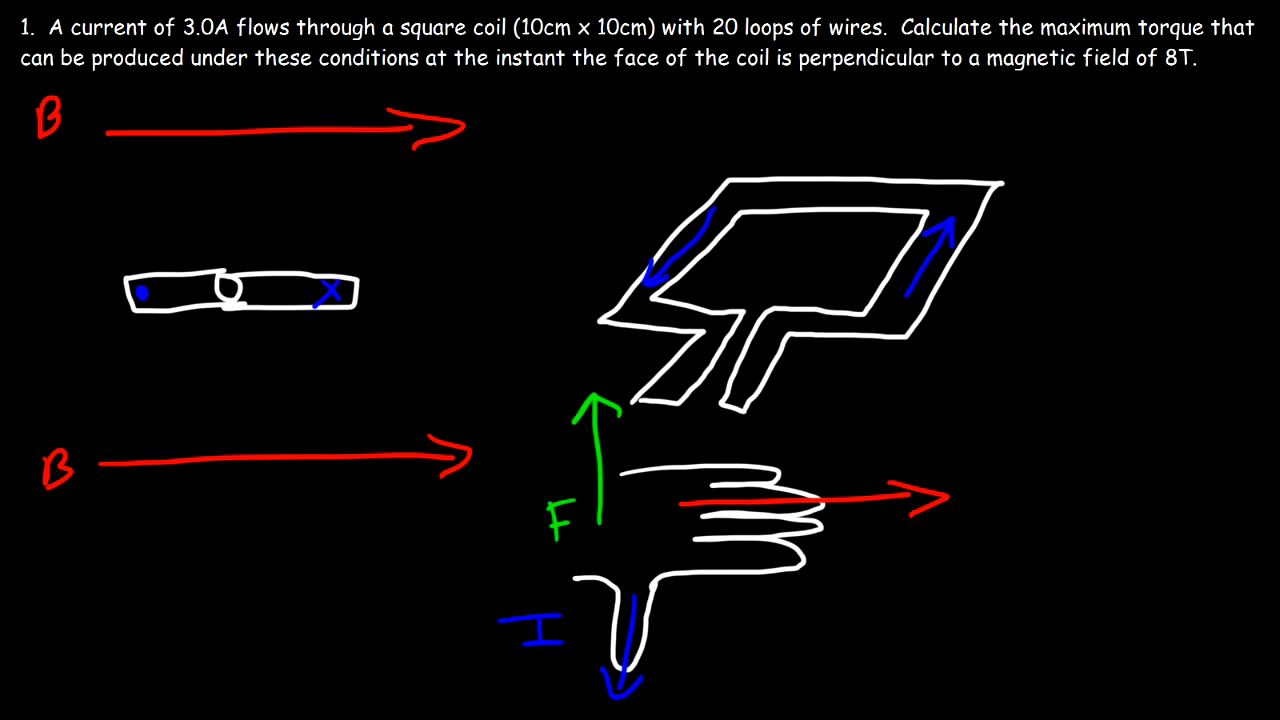 1. A current of 3.0A flows through a square coil (10cm x 10cm) with 20 loops of wires. Calculate the maximum torque that
can be produced under these conditions at the instant the face of the coil is perpendicular to a magnetic field of 8T.
B
X
B
F
I